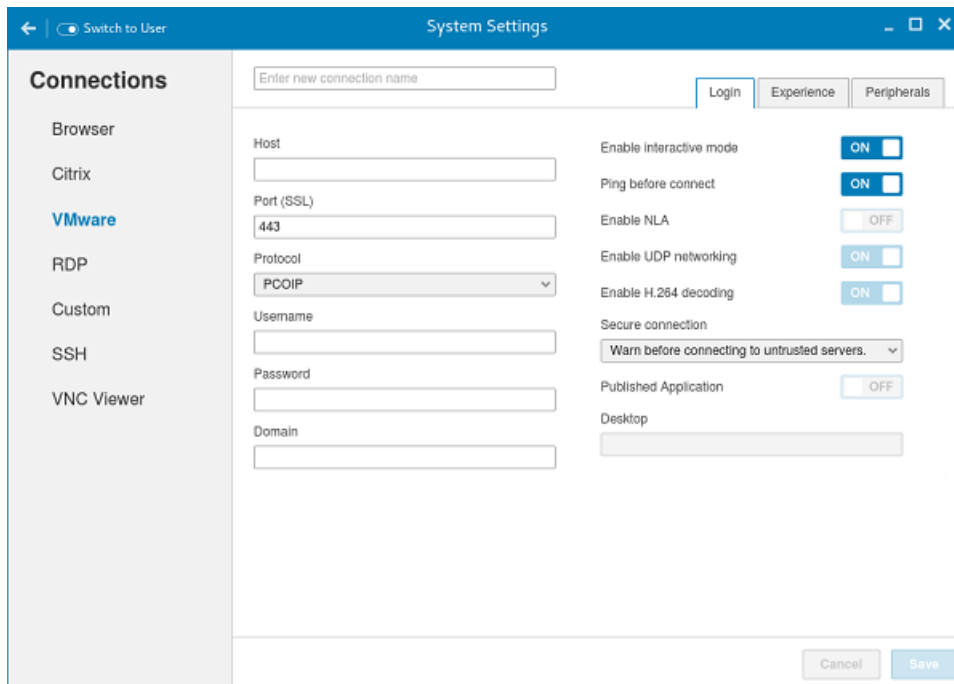 Switch to User
System Settings
Connections
Browser
Citrix
VMware
RDP
Custom
SSH
VNC Viewer
Enter new connection name
Login
Experience
Peripherals
Host
Port (SSL)
443
Protocol
PCOIP
Username
Password
Domain
Enable interactive mode
ON
Ping before connect
ON
Enable NLA
OFF
Enable UDP networking
ON
Enable H.264 decoding
ON
Secure connection
Warn before connecting to untrusted servers.
Published Application
OFF
Desktop
Cancel
Save